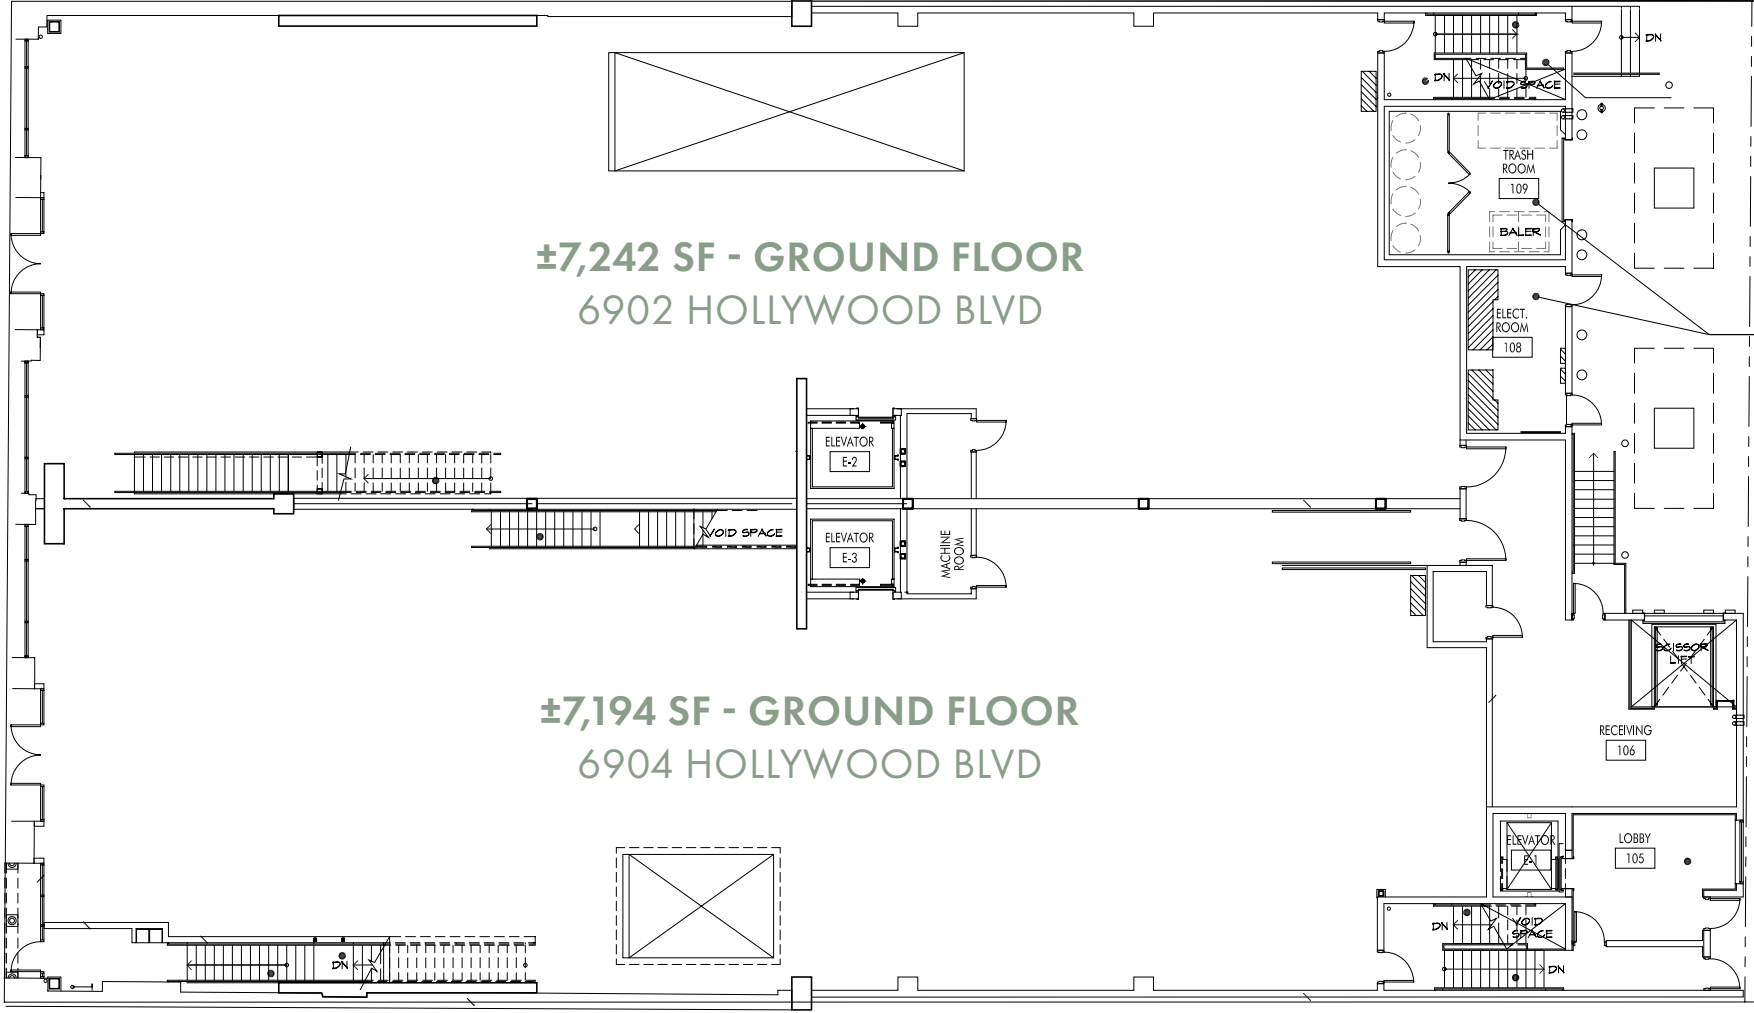 DN
DN
VOID SPACE
TRASH
ROOM
109
BALER
±7,242 SF - GROUND FLOOR
6902 HOLLYWOOD BLVD
ELECT.
ROOM
108
ELEVATOR
E-2
VOID SPACE
ELEVATOR
E-3
MACHINE
ROOM
SCISSOR
LIFT
±7,194 SF - GROUND FLOOR
6904 HOLLYWOOD BLVD
RECEIVING
106
ELEVATOR
E-1
LOBBY
105
DN
VOID
SPACE
DN
DN